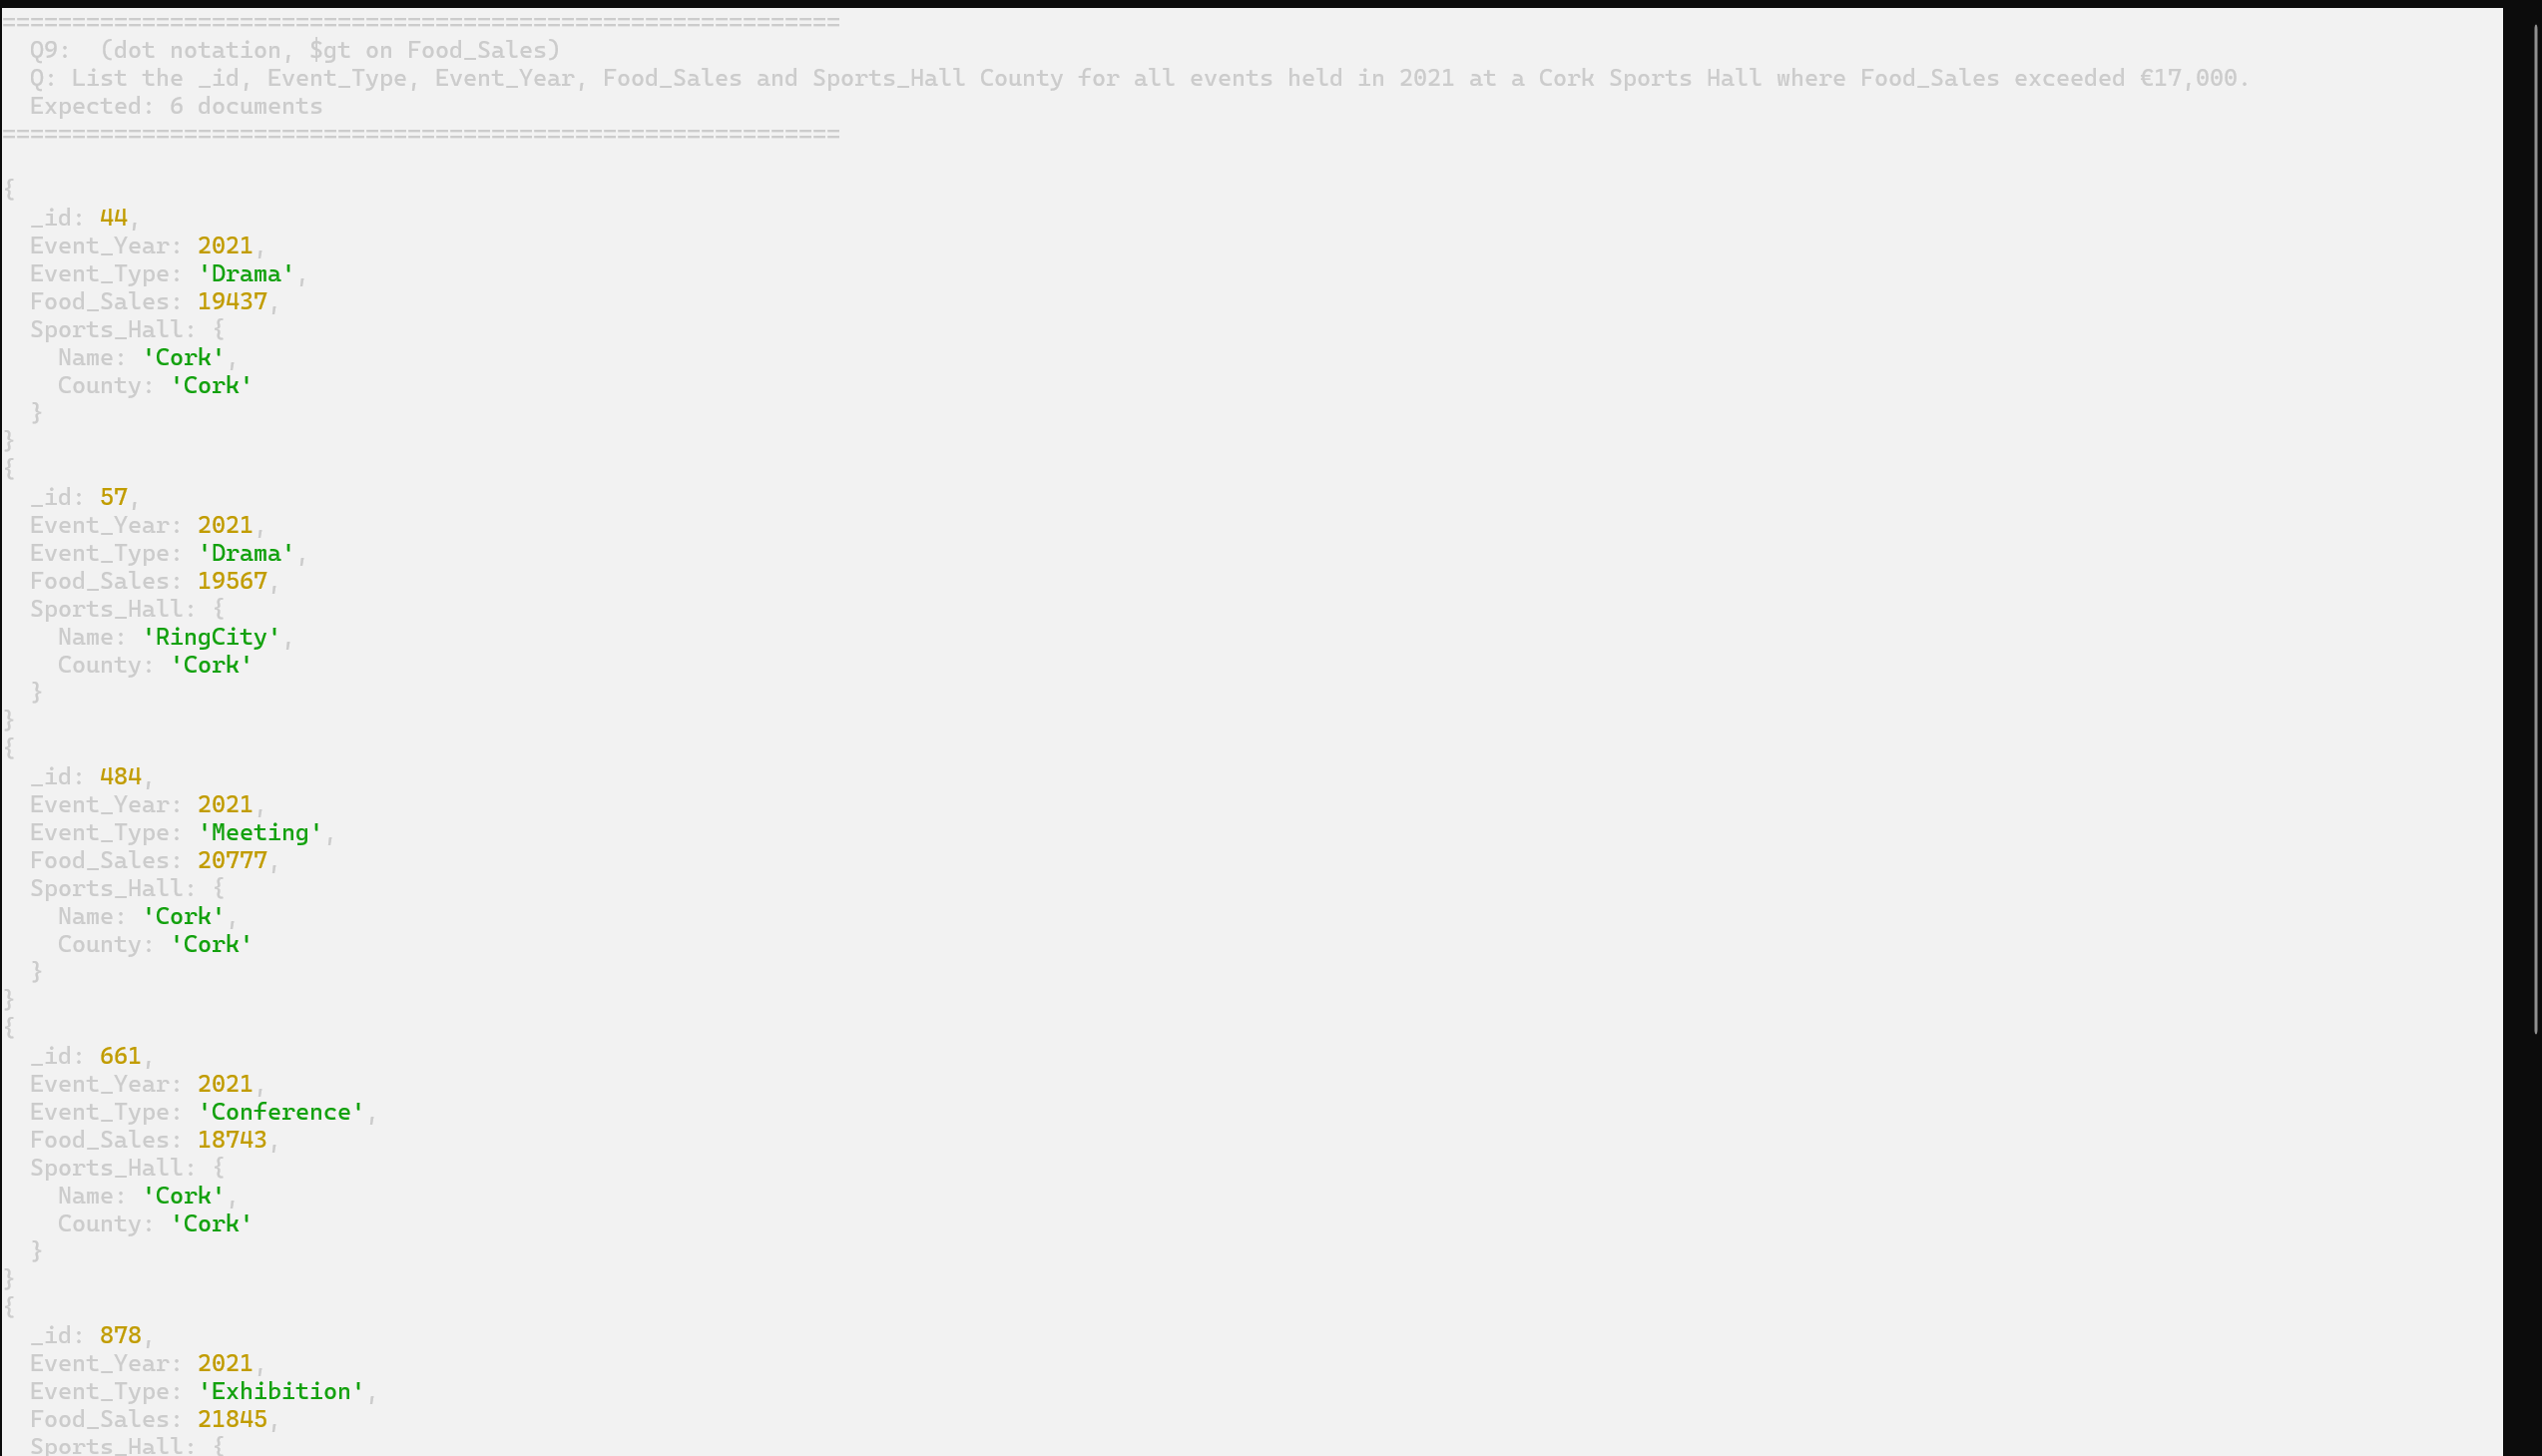 ============================================================
Q9:  (dot notation, $gt on Food_Sales)
Q: List the _id, Event_Type, Event_Year, Food_Sales and Sports_Hall County for all events held in 2021 at a Cork Sports Hall where Food_Sales exceeded €17,000.
Expected: 6 documents
============================================================
{
_id: 44,
Event_Year: 2021,
Event_Type: 'Drama',
Food_Sales: 19437,
Sports_Hall: {
Name: 'Cork',
County: 'Cork'
}
}
{
_id: 57,
Event_Year: 2021,
Event_Type: 'Drama',
Food_Sales: 19567,
Sports_Hall: {
Name: 'RingCity',
County: 'Cork'
}
}
{
_id: 484,
Event_Year: 2021,
Event_Type: 'Meeting',
Food_Sales: 20777,
Sports_Hall: {
Name: 'Cork',
County: 'Cork'
}
}
{
_id: 661,
Event_Year: 2021,
Event_Type: 'Conference',
Food_Sales: 18743,
Sports_Hall: {
Name: 'Cork',
County: 'Cork'
}
}
{
_id: 878,
Event_Year: 2021,
Event_Type: 'Exhibition',
Food_Sales: 21845,
Sports_Hall: {